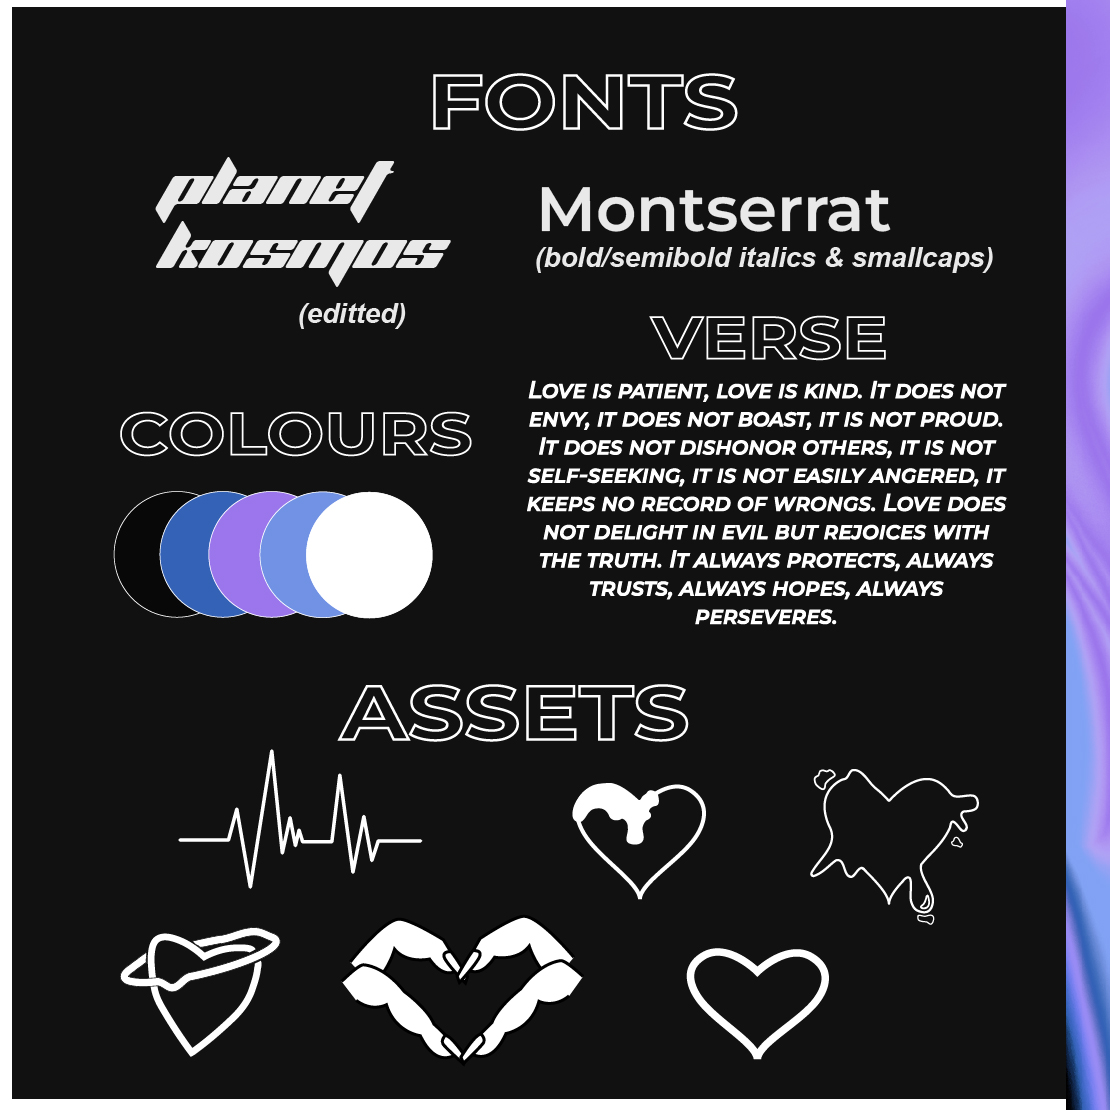 FONTS
planet
kosmos
(editted)
Montserrat
(bold/semibold italics & smallcaps)
VERSE
Love is patient, love is kind. It does not
envy, it does not boast, it is not proud.
It does not dishonor others, it is not
self-seeking, it is not easily angered, it
keeps no record of wrongs. Love does
not delight in evil but rejoices with
the truth. It always protects, always
trusts, always hopes, always
perseveres.
COLOURS
ASSETS